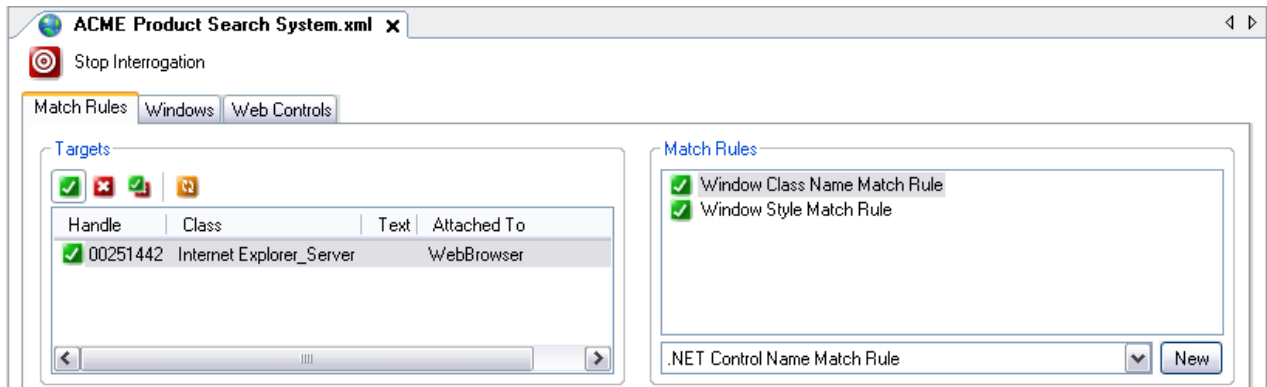 ACME Product Search System.xml
Stop Interrogation
Match Rules Windows Web Controls
Targets
Handle Class Text Attached To
00251442 Internet Explorer_Server WebBrowser
Match Rules
Window Class Name Match Rule
Window Style Match Rule
.NET Control Name Match Rule New